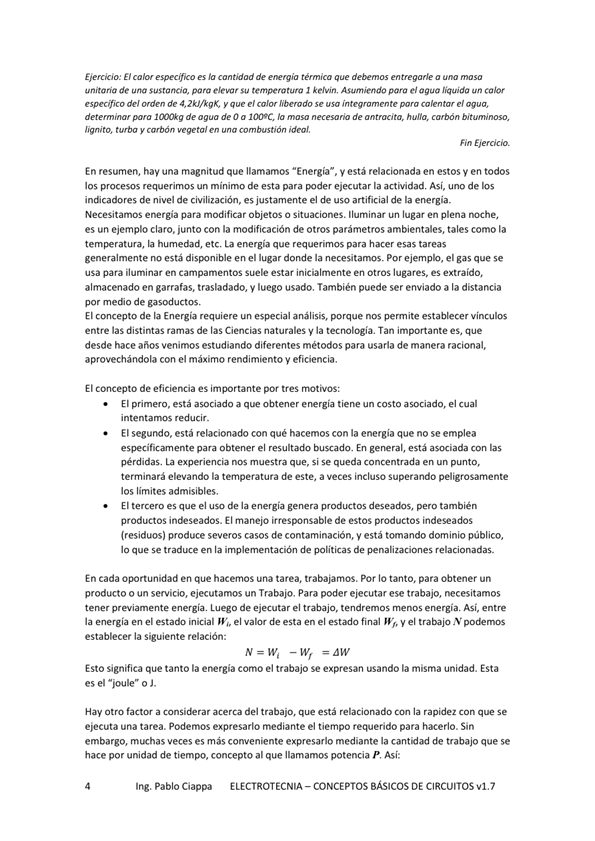 Ejercicio: El calor específico es la cantidad de energía térmica que debemos entregarle a una masa
unitaria de una sustancia, para elevar su temperatura 1 kelvin. Asumiendo para el agua líquida un calor
específico del orden de 4,2kJ/kgK, y que el calor liberado se usa íntegramente para calentar el agua,
determinar para 1000kg de agua de 0 a 100ºC, la masa necesaria de antracita, hulla, carbón bituminoso,
lignito, turba y carbón vegetal en una combustión ideal.
Fin Ejercicio.
En resumen, hay una magnitud que llamamos “Energía”, y está relacionada en estos y en todos
los procesos requerimos un mínimo de esta para poder ejecutar la actividad. Así, uno de los
indicadores de nivel de civilización, es justamente el de uso artificial de la energía.
Necesitamos energía para modificar objetos o situaciones. Iluminar un lugar en plena noche,
es un ejemplo claro, junto con la modificación de otros parámetros ambientales, tales como la
temperatura, la humedad, etc. La energía que requerimos para hacer esas tareas
generalmente no está disponible en el lugar donde la necesitamos. Por ejemplo, el gas que se
usa para iluminar en campamentos suele estar inicialmente en otros lugares, es extraído,
almacenado en garrafas, trasladado, y luego usado. También puede ser enviado a la distancia
por medio de gasoductos.
El concepto de la Energía requiere un especial análisis, porque nos permite establecer vínculos
entre las distintas ramas de las Ciencias naturales y la tecnología. Tan importante es, que
desde hace años venimos estudiando diferentes métodos para usarla de manera racional,
aprovechándola con el máximo rendimiento y eficiencia.
El concepto de eficiencia es importante por tres motivos:
• El primero, está asociado a que obtener energía tiene un costo asociado, el cual
intentamos reducir.
• El segundo, está relacionado con qué hacemos con la energía que no se emplea
específicamente para obtener el resultado buscado. En general, está asociada con las
pérdidas. La experiencia nos muestra que, si se queda concentrada en un punto,
terminará elevando la temperatura de este, a veces incluso superando peligrosamente
los límites admisibles.
• El tercero es que el uso de la energía genera productos deseados, pero también
productos indeseados. El manejo irresponsable de estos productos indeseados
(residuos) produce severos casos de contaminación, y está tomando dominio público,
lo que se traduce en la implementación de políticas de penalizaciones relacionadas.
En cada oportunidad en que hacemos una tarea, trabajamos. Por lo tanto, para obtener un
producto o un servicio, ejecutamos un Trabajo. Para poder ejecutar ese trabajo, necesitamos
tener previamente energía. Luego de ejecutar el trabajo, tendremos menos energía. Así, entre
la energía en el estado inicial Wi, el valor de esta en el estado final Wf, y el trabajo N podemos
establecer la siguiente relación:
N = Wi − Wf = ΔW
Esto significa que tanto la energía como el trabajo se expresan usando la misma unidad. Esta
es el “joule” o J.
Hay otro factor a considerar acerca del trabajo, que está relacionado con la rapidez con que se
ejecuta una tarea. Podemos expresarlo mediante el tiempo requerido para hacerlo. Sin
embargo, muchas veces es más conveniente expresarlo mediante la cantidad de trabajo que se
hace por unidad de tiempo, concepto al que llamamos potencia P. Así:
4 Ing. Pablo Ciappa ELECTROTECNIA – CONCEPTOS BÁSICOS DE CIRCUITOS v1.7